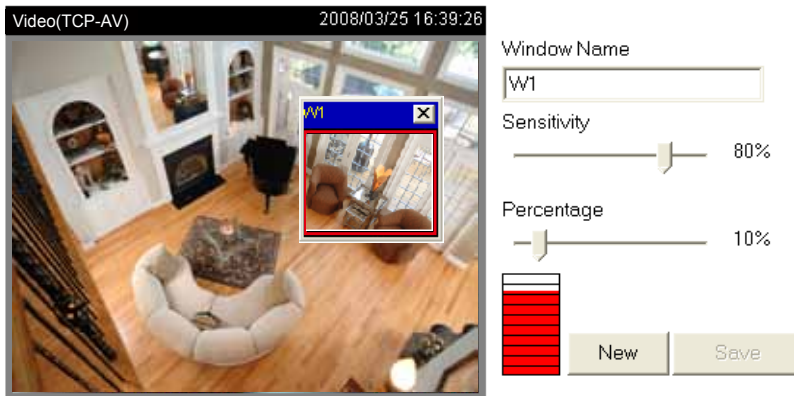 Video(TCP-AV) 2008/03/25 16:39:26
W1
Window Name
W1
Sensitivity
80%
Percentage
10%
New
Save